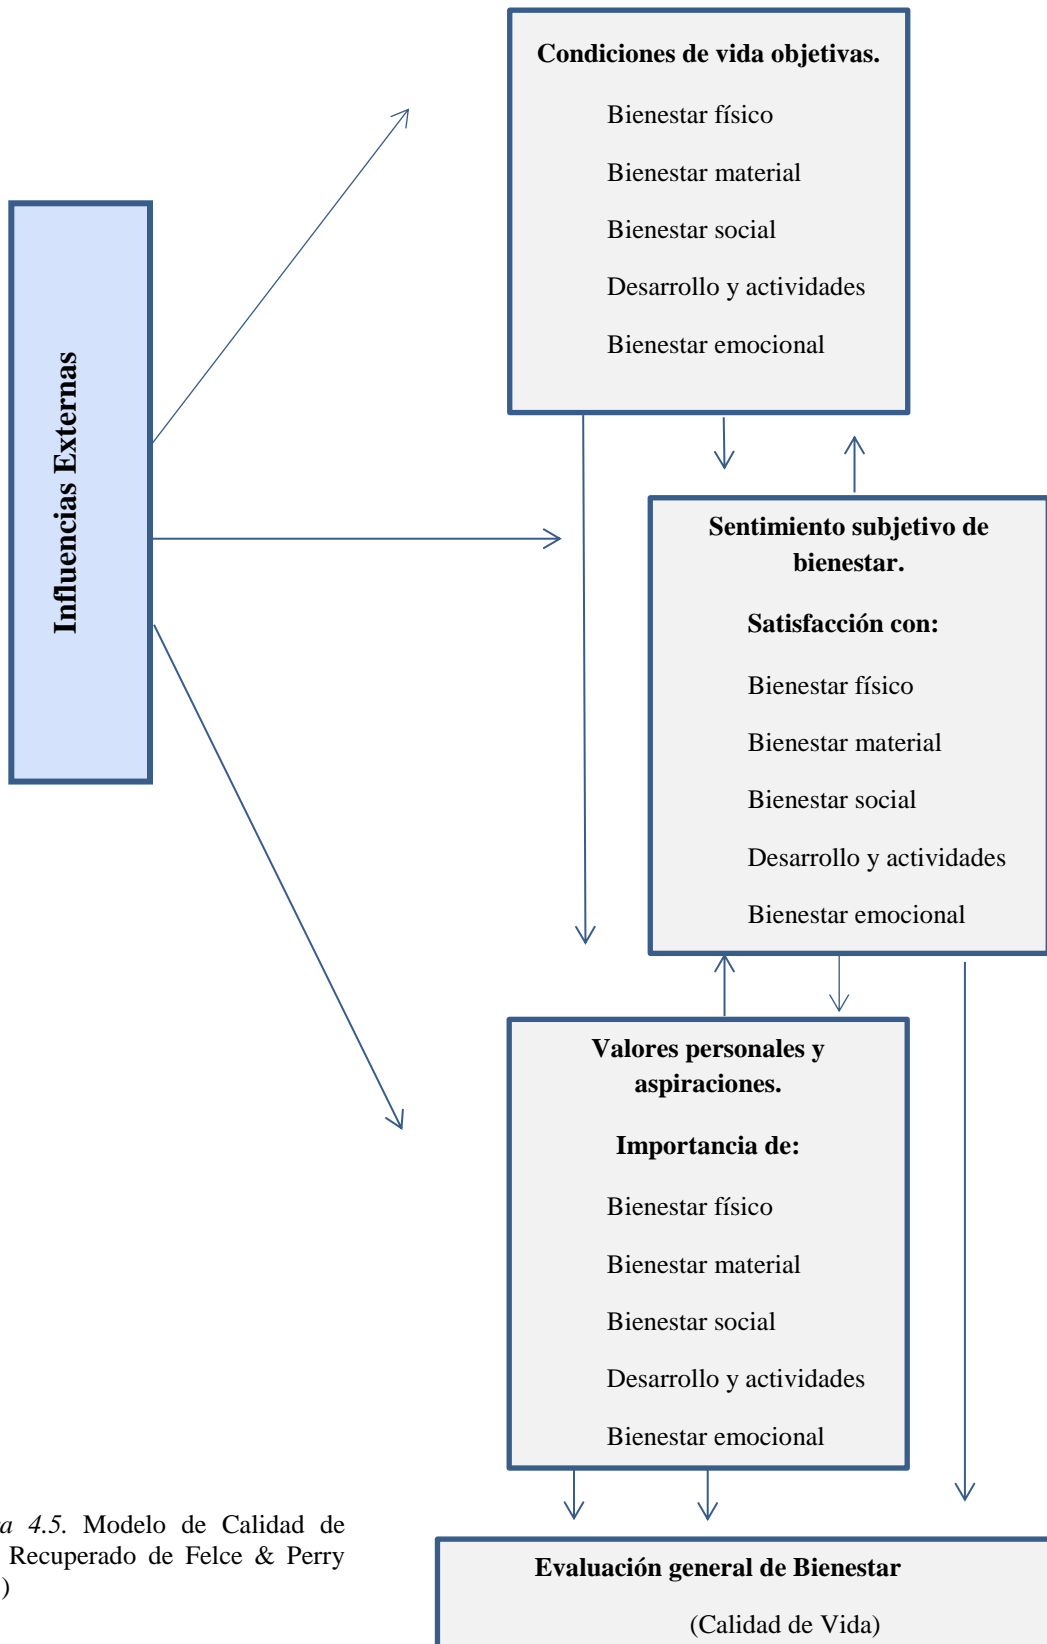 Condiciones de vida objetivas.
Bienestar físico
Bienestar material
Bienestar social
Desarrollo y actividades
Bienestar emocional
Influencias Externas
Sentimiento subjetivo de
bienestar.
Satisfacción con:
Bienestar físico
Bienestar material
Bienestar social
Desarrollo y actividades
Bienestar emocional
Valores personales y
aspiraciones.
Importancia de:
Bienestar físico
Bienestar material
Bienestar social
Desarrollo y actividades
Bienestar emocional
4.5. Modelo de Calidad de
Recuperado de Felce & Perry
)
Evaluación general de Bienestar
(Calidad de Vida)